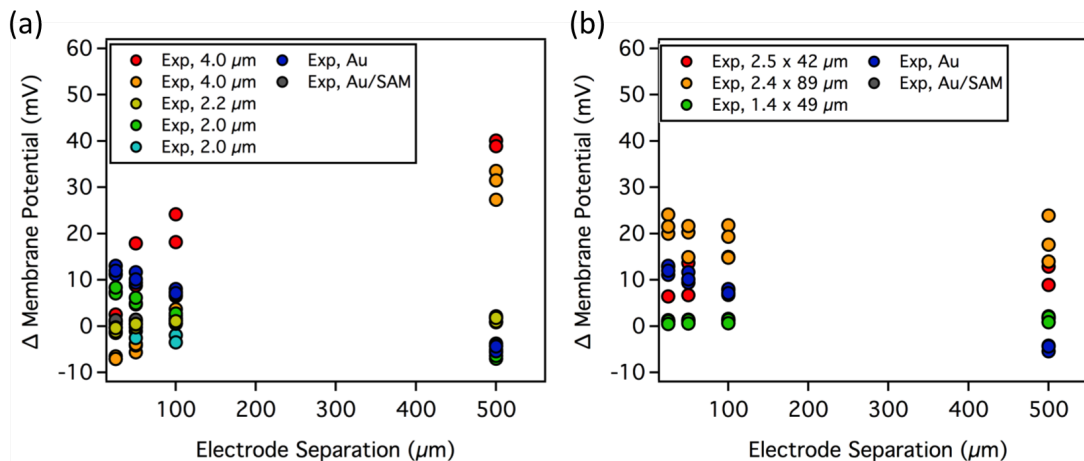 (a)
Δ Membrane Potential (mV)
60
50
40
30
20
10
0
-10
Exp, 4.0 µm
Exp, 4.0 µm
Exp, 2.2 µm
Exp, 2.0 µm
Exp, 2.0 µm
Exp, Au
Exp, Au/SAM
100
200
300
400
500
Electrode Separation (µm)
(b)
Δ Membrane Potential (mV)
60
50
40
30
20
10
0
-10
Exp, 2.5 x 42 µm
Exp, 2.4 x 89 µm
Exp, 1.4 x 49 µm
Exp, Au
Exp, Au/SAM
100
200
300
400
500
Electrode Separation (µm)